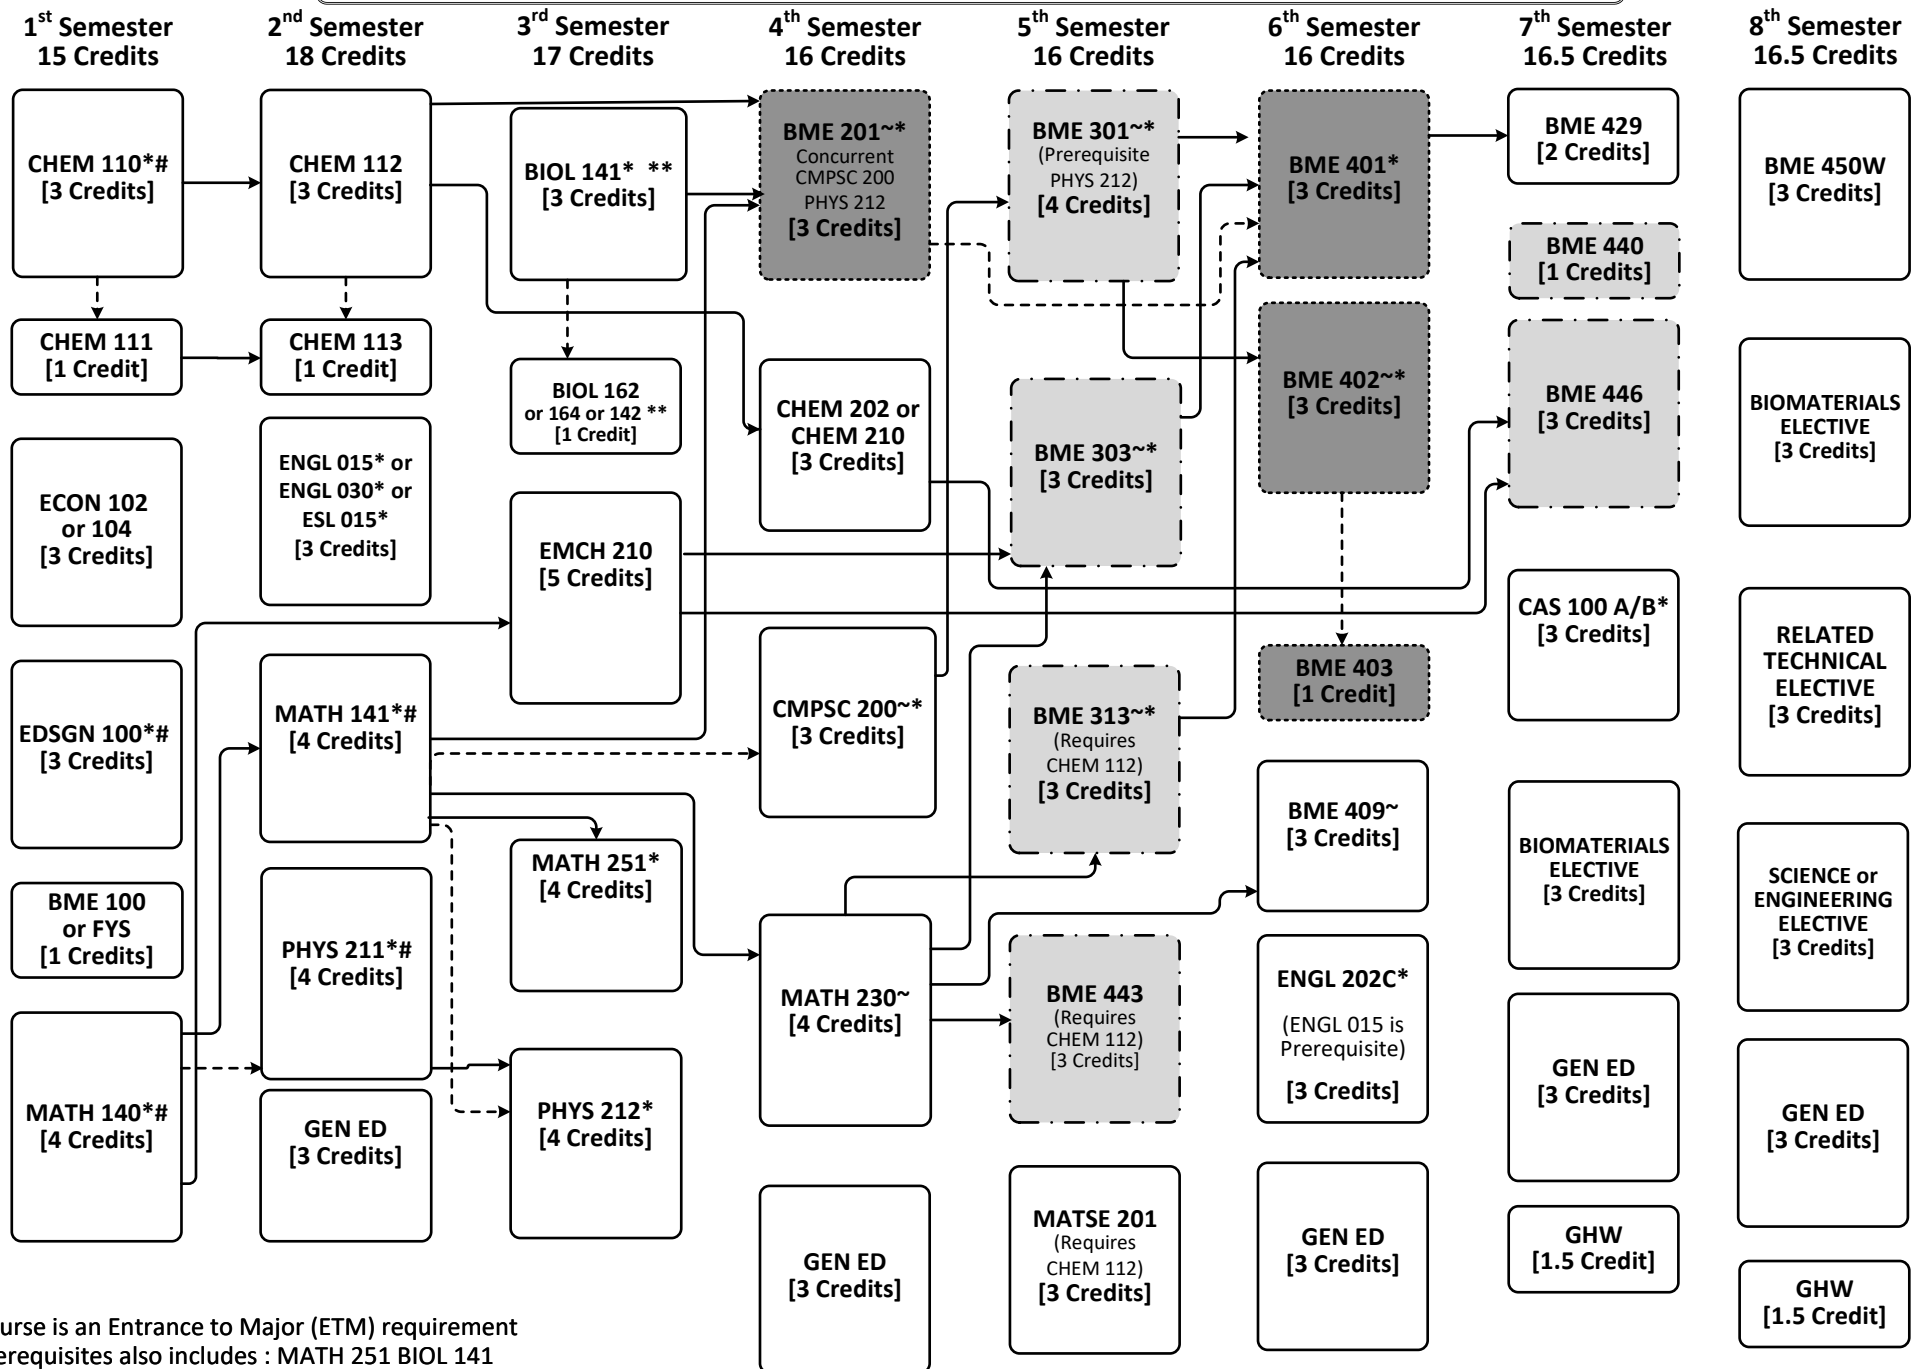 1st Semester
15 Credits
2nd Semester
18 Credits
3rd Semester
17 Credits
4th Semester
16 Credits
5th Semester
16 Credits
6th Semester
16 Credits
7th Semester
16.5 Credits
8th Semester
16.5 Credits
CHEM 110*#
[3 Credits]
CHEM 111
[1 Credit]
ECON 102
or 104
[3 Credits]
EDSGN 100*#
[3 Credits]
BME 100
or FYS
[1 Credits]
MATH 140*#
[4 Credits]
CHEM 112
[3 Credits]
CHEM 113
[1 Credit]
ENGL 015* or
ENGL 030* or
ESL 015*
[3 Credits]
MATH 141*#
[4 Credits]
PHYS 211*#
[4 Credits]
GEN ED
[3 Credits]
BIOL 141* **
[3 Credits]
BIOL 162
or 164 or 142 **
[1 Credit]
EMCH 210
[5 Credits]
MATH 251*
[4 Credits]
PHYS 212*
[4 Credits]
BME 201~*
Concurrent
CMPSC 200
PHYS 212
[3 Credits]
CHEM 202 or
CHEM 210
[3 Credits]
CMPSC 200~*
[3 Credits]
MATH 230~
[4 Credits]
GEN ED
[3 Credits]
BME 301~*
(Prerequisite
PHYS 212)
[4 Credits]
BME 303~*
[3 Credits]
BME 313~*
(Requires
CHEM 112)
[3 Credits]
BME 443
(Requires
CHEM 112)
[3 Credits]
MATSE 201
(Requires
CHEM 112)
[3 Credits]
BME 401*
[3 Credits]
BME 402~*
[3 Credits]
BME 403
[1 Credit]
BME 409~
[3 Credits]
ENGL 202C*
(ENGL 015 is
Prerequisite)
[3 Credits]
GEN ED
[3 Credits]
BME 429
[2 Credits]
BME 440
[1 Credits]
BME 446
[3 Credits]
CAS 100 A/B*
[3 Credits]
BIOMATERIALS
ELECTIVE
[3 Credits]
GEN ED
[3 Credits]
GHW
[1.5 Credit]
BME 450W
[3 Credits]
BIOMATERIALS
ELECTIVE
[3 Credits]
RELATED
TECHNICAL
ELECTIVE
[3 Credits]
SCIENCE or
ENGINEERING
ELECTIVE
[3 Credits]
GEN ED
[3 Credits]
GHW
[1.5 Credit]
urse is an Entrance to Major (ETM) requirement
erequisites also includes : MATH 251 BIOL 141